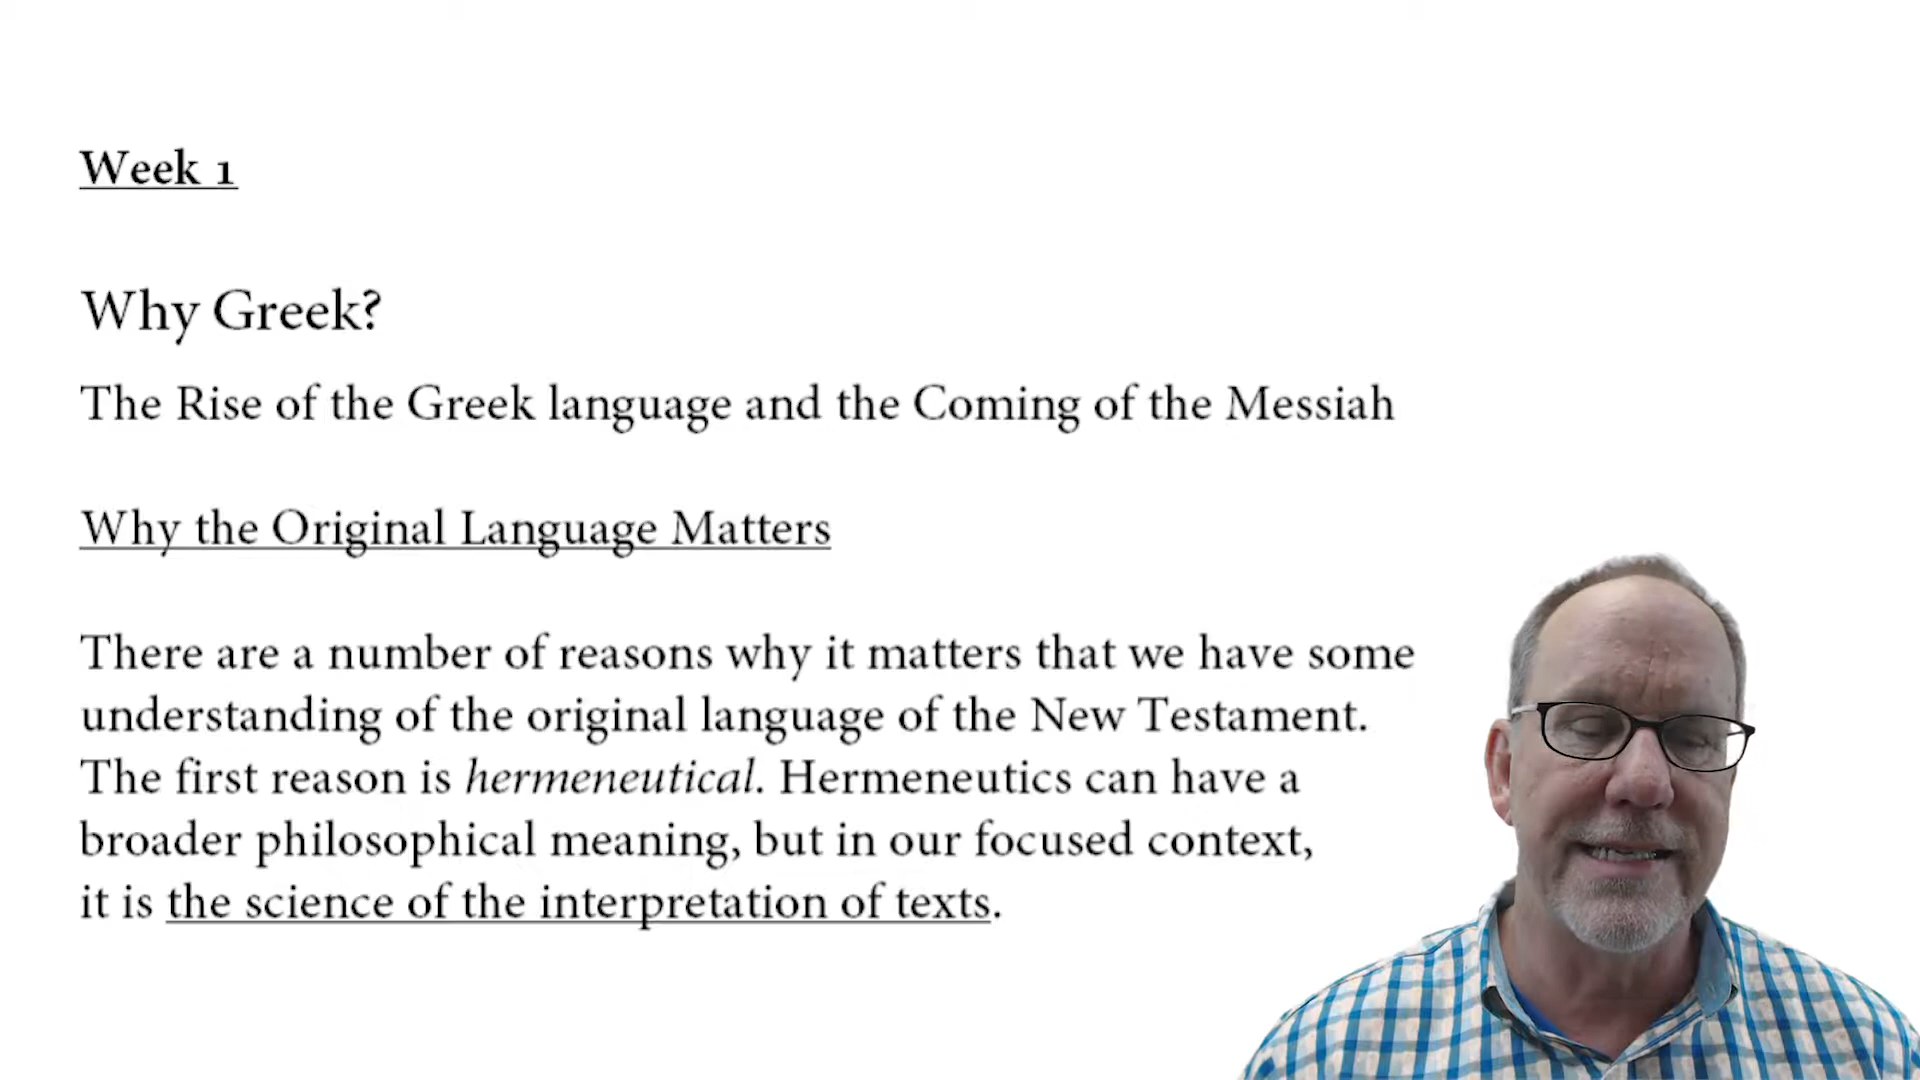 Week 1
Why Greek?
The Rise of the Greek language and the Coming of the Messiah
Why the Original Language Matters
There are a number of reasons why it matters that we have some
understanding of the original language of the New Testament.
The first reason is hermeneutical. Hermeneutics can have a
broader philosophical meaning, but in our focused context,
it is the science of the interpretation of texts.